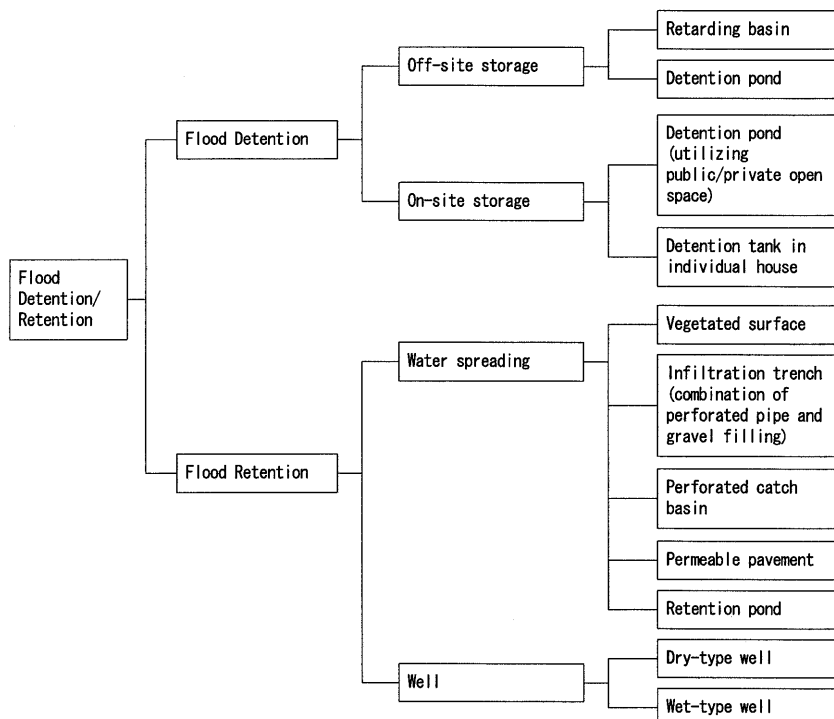 Flood
Detention/
Retention
Flood Detention
Off-site storage
Retarding basin
Detention pond
On-site storage
Detention pond
(utilizing
public/private open
space)
Detention tank in
individual house
Flood Retention
Water spreading
Vegetated surface
Infiltration trench
(combination of
perforated pipe and
gravel filling)
Perforated catch
basin
Permeable pavement
Retention pond
Well
Dry-type well
Wet-type well